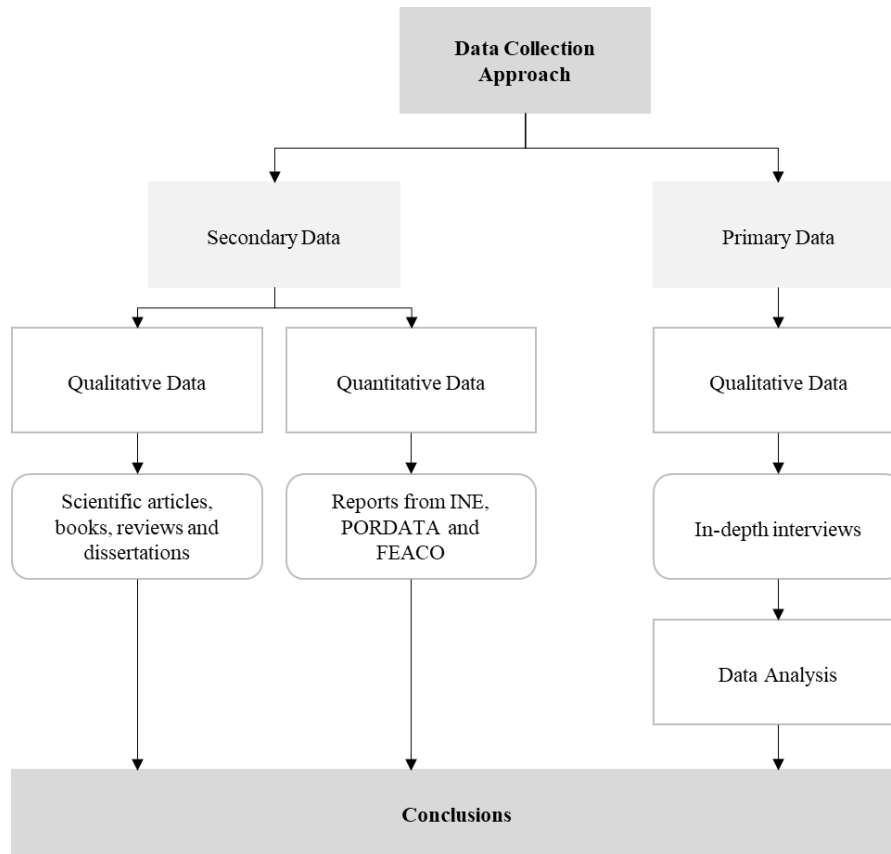 Data Collection
Approach
Secondary Data
Primary Data
Qualitative Data
Quantitative Data
Qualitative Data
Scientific articles,
books, reviews and
dissertations
Reports from INE,
PORDATA and
FEACO
In-depth interviews
Data Analysis
Conclusions